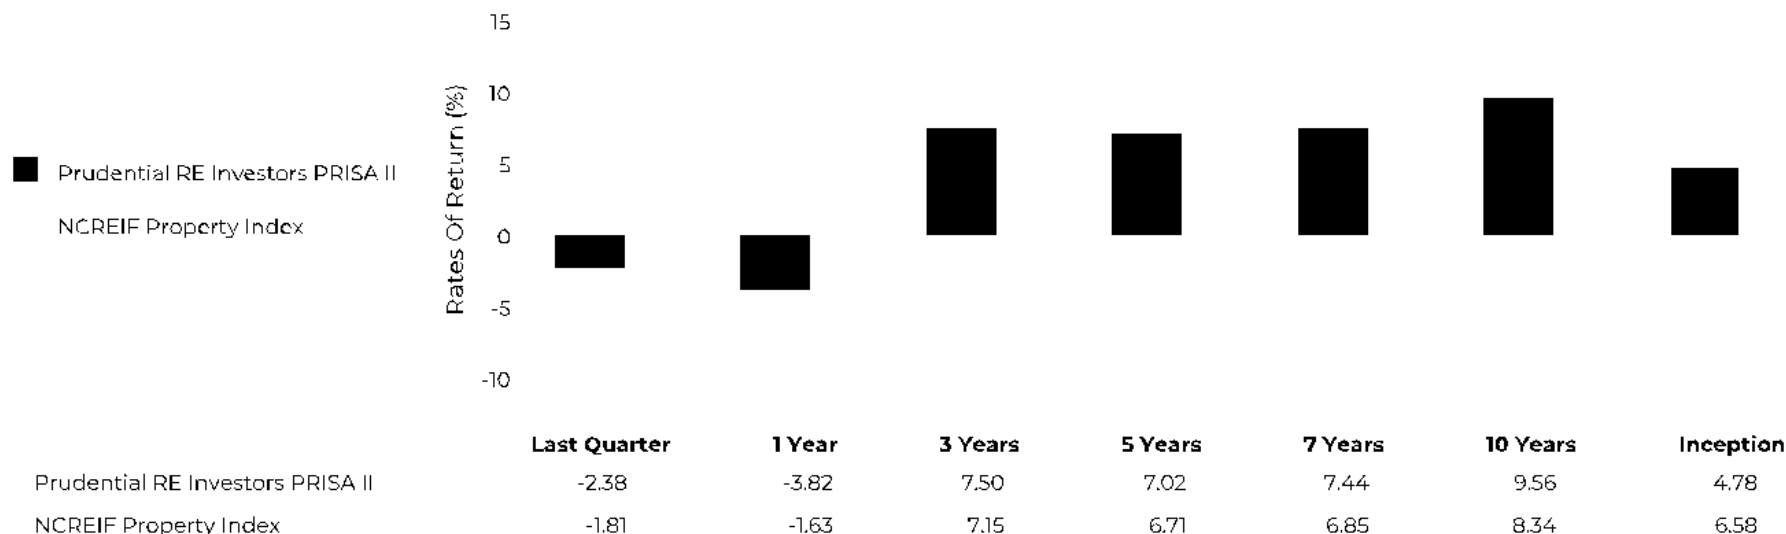 15
10
5
0
-5
-10
Rates Of Return (%)
Prudential RE Investors PRISA II
NCREIF Property Index
Last Quarter 1 Year 3 Years 5 Years 7 Years 10 Years Inception
Prudential RE Investors PRISA II -2.38 -3.82 7.50 7.02 7.44 9.56 4.78
NCREIF Property Index -1.81 -1.63 7.15 6.71 6.85 8.34 6.58